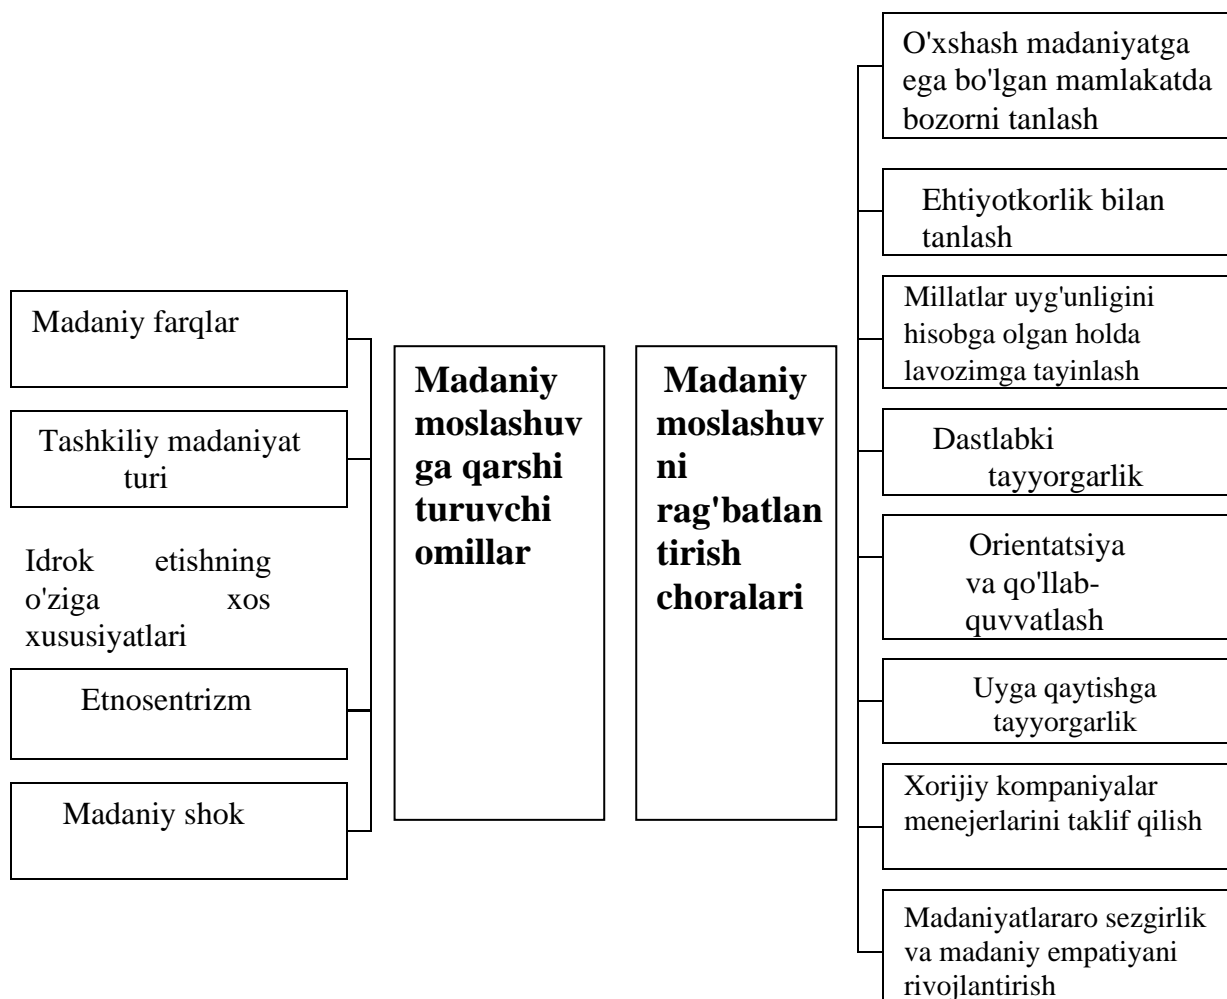 Madaniy farqlar
Tashkiliy madaniyat
turi
Idrok etishning
o'ziga xos
xususiyatlari
Etnosentrizm
Madaniy shok
Madaniy
moslashuv
ga qarshi
turuvchi
omillar
Madaniy
moslashuv
ni
rag'batlan
tirish
choralari
O'xshash madaniyatga
ega bo'lgan mamlakatda
bozorni tanlash
Ehtiyotkorlik bilan
tanlash
Millatlar uyg'unligini
hisobga olgan holda
lavozimga tayinlash
Dastlabki
tayyorgarlik
Orientatsiya
va qo'llab-
quvvatlash
Uyga qaytishga
tayyorgarlik
Xorijiy kompaniyalar
menejerlarini taklif qilish
Madaniyatlararo sezgirlik
va madaniy empatiyani
rivojlantirish